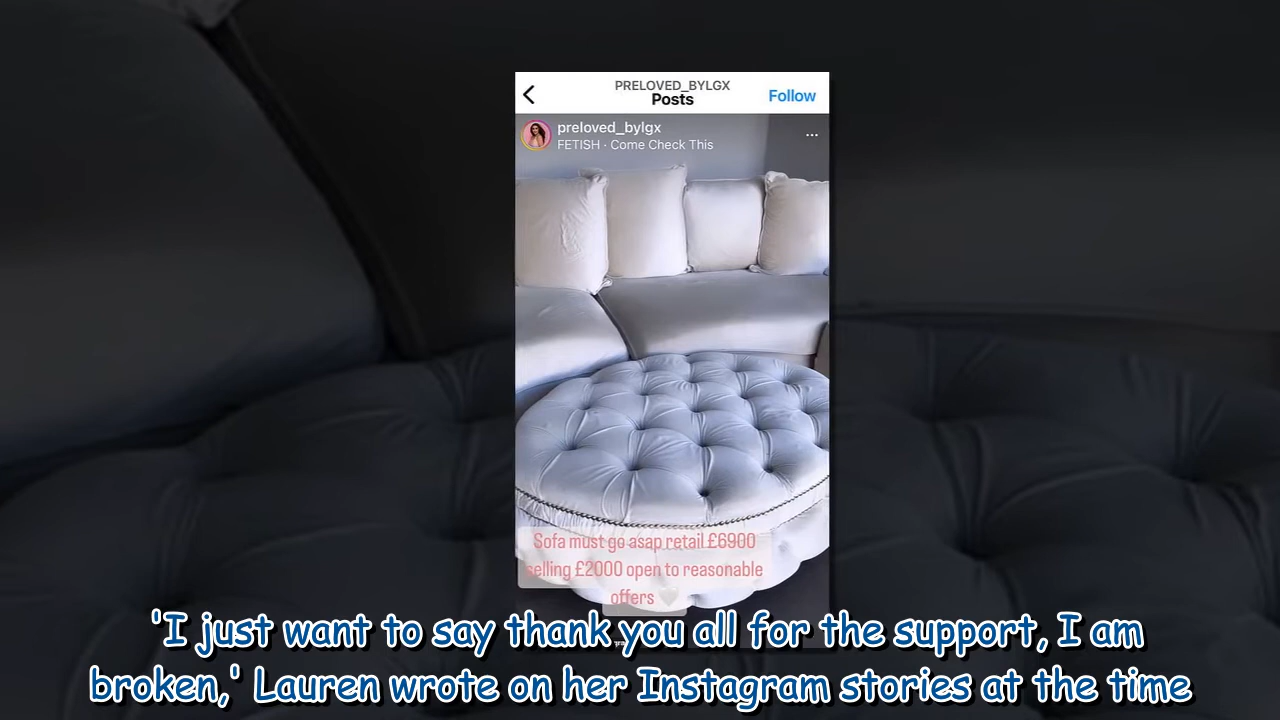 PRELOVED_BYLGX
Posts
Follow
preloved_bylgx
FETISH · Come Check This
Sofa must go asap retail £6900
selling £2000 open to reasonable
offers
'I just want to say thank you all for the support, I am
broken,' Lauren wrote on her Instagram stories at the time